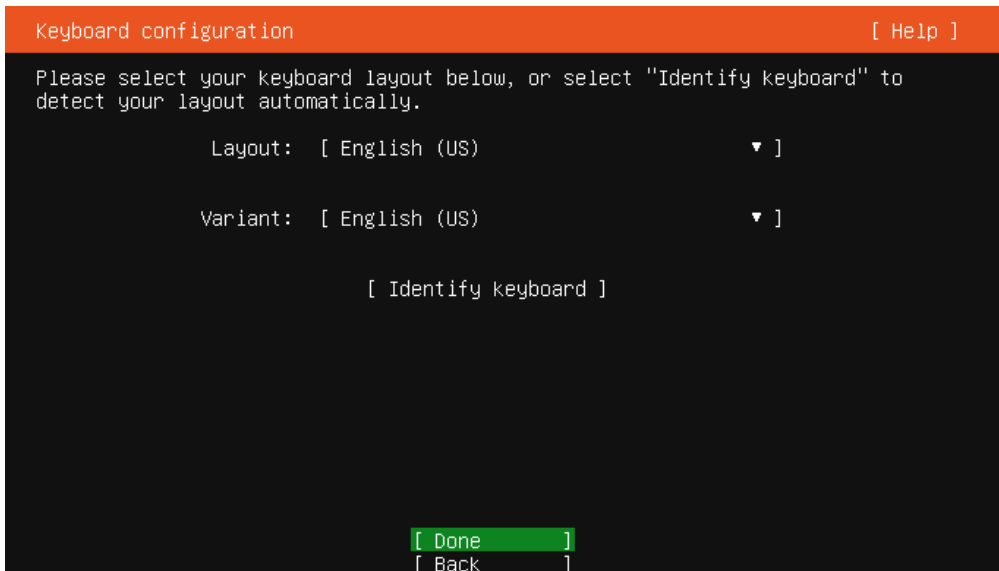 Keyboard configuration [ Help ]
Please select your keyboard layout below, or select "Identify keyboard" to
detect your layout automatically.
Layout: [ English (US) ▾ ]
Variant: [ English (US) ▾ ]
[ Identify keyboard ]
[ Done ]
[ Back ]